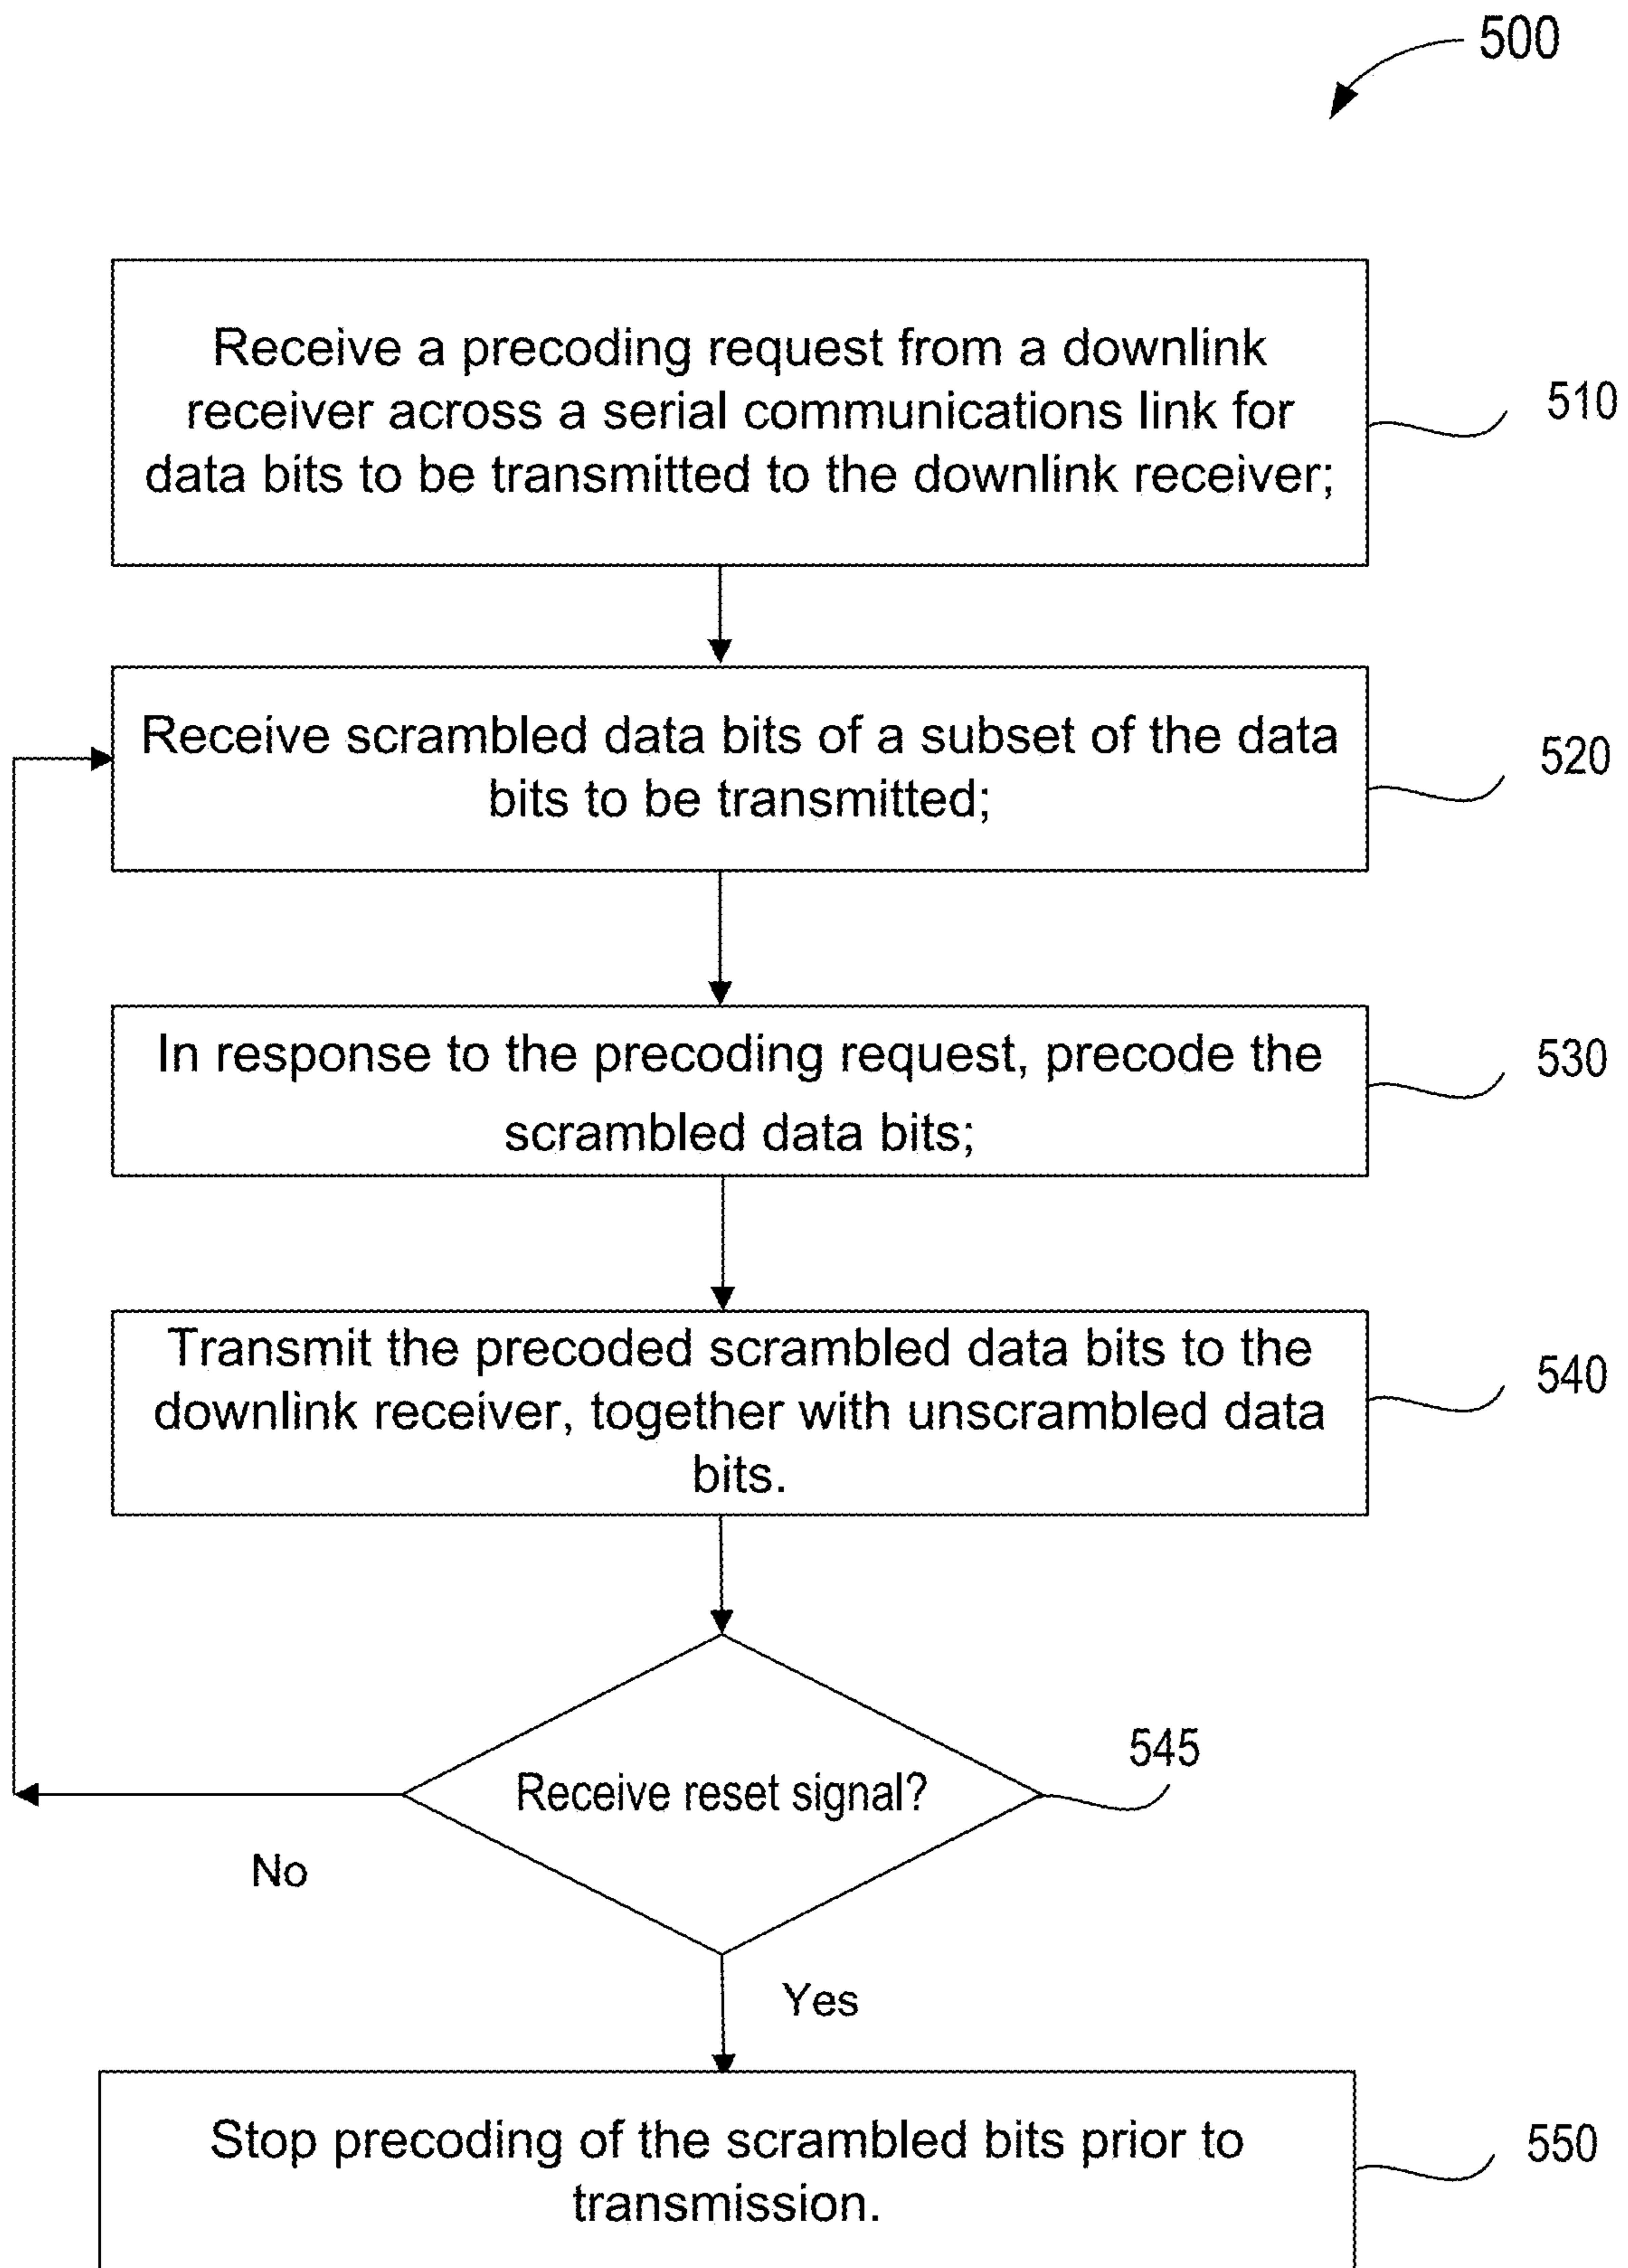 500
Receive a precoding request from a downlink
receiver across a serial communications link for
data bits to be transmitted to the downlink receiver;
510
Receive scrambled data bits of a subset of the data
bits to be transmitted;
520
In response to the precoding request, precode the
scrambled data bits;
530
Transmit the precoded scrambled data bits to the
downlink receiver, together with unscrambled data
bits.
540
Receive reset signal?
545
No
Yes
Stop precoding of the scrambled bits prior to
transmission.
550